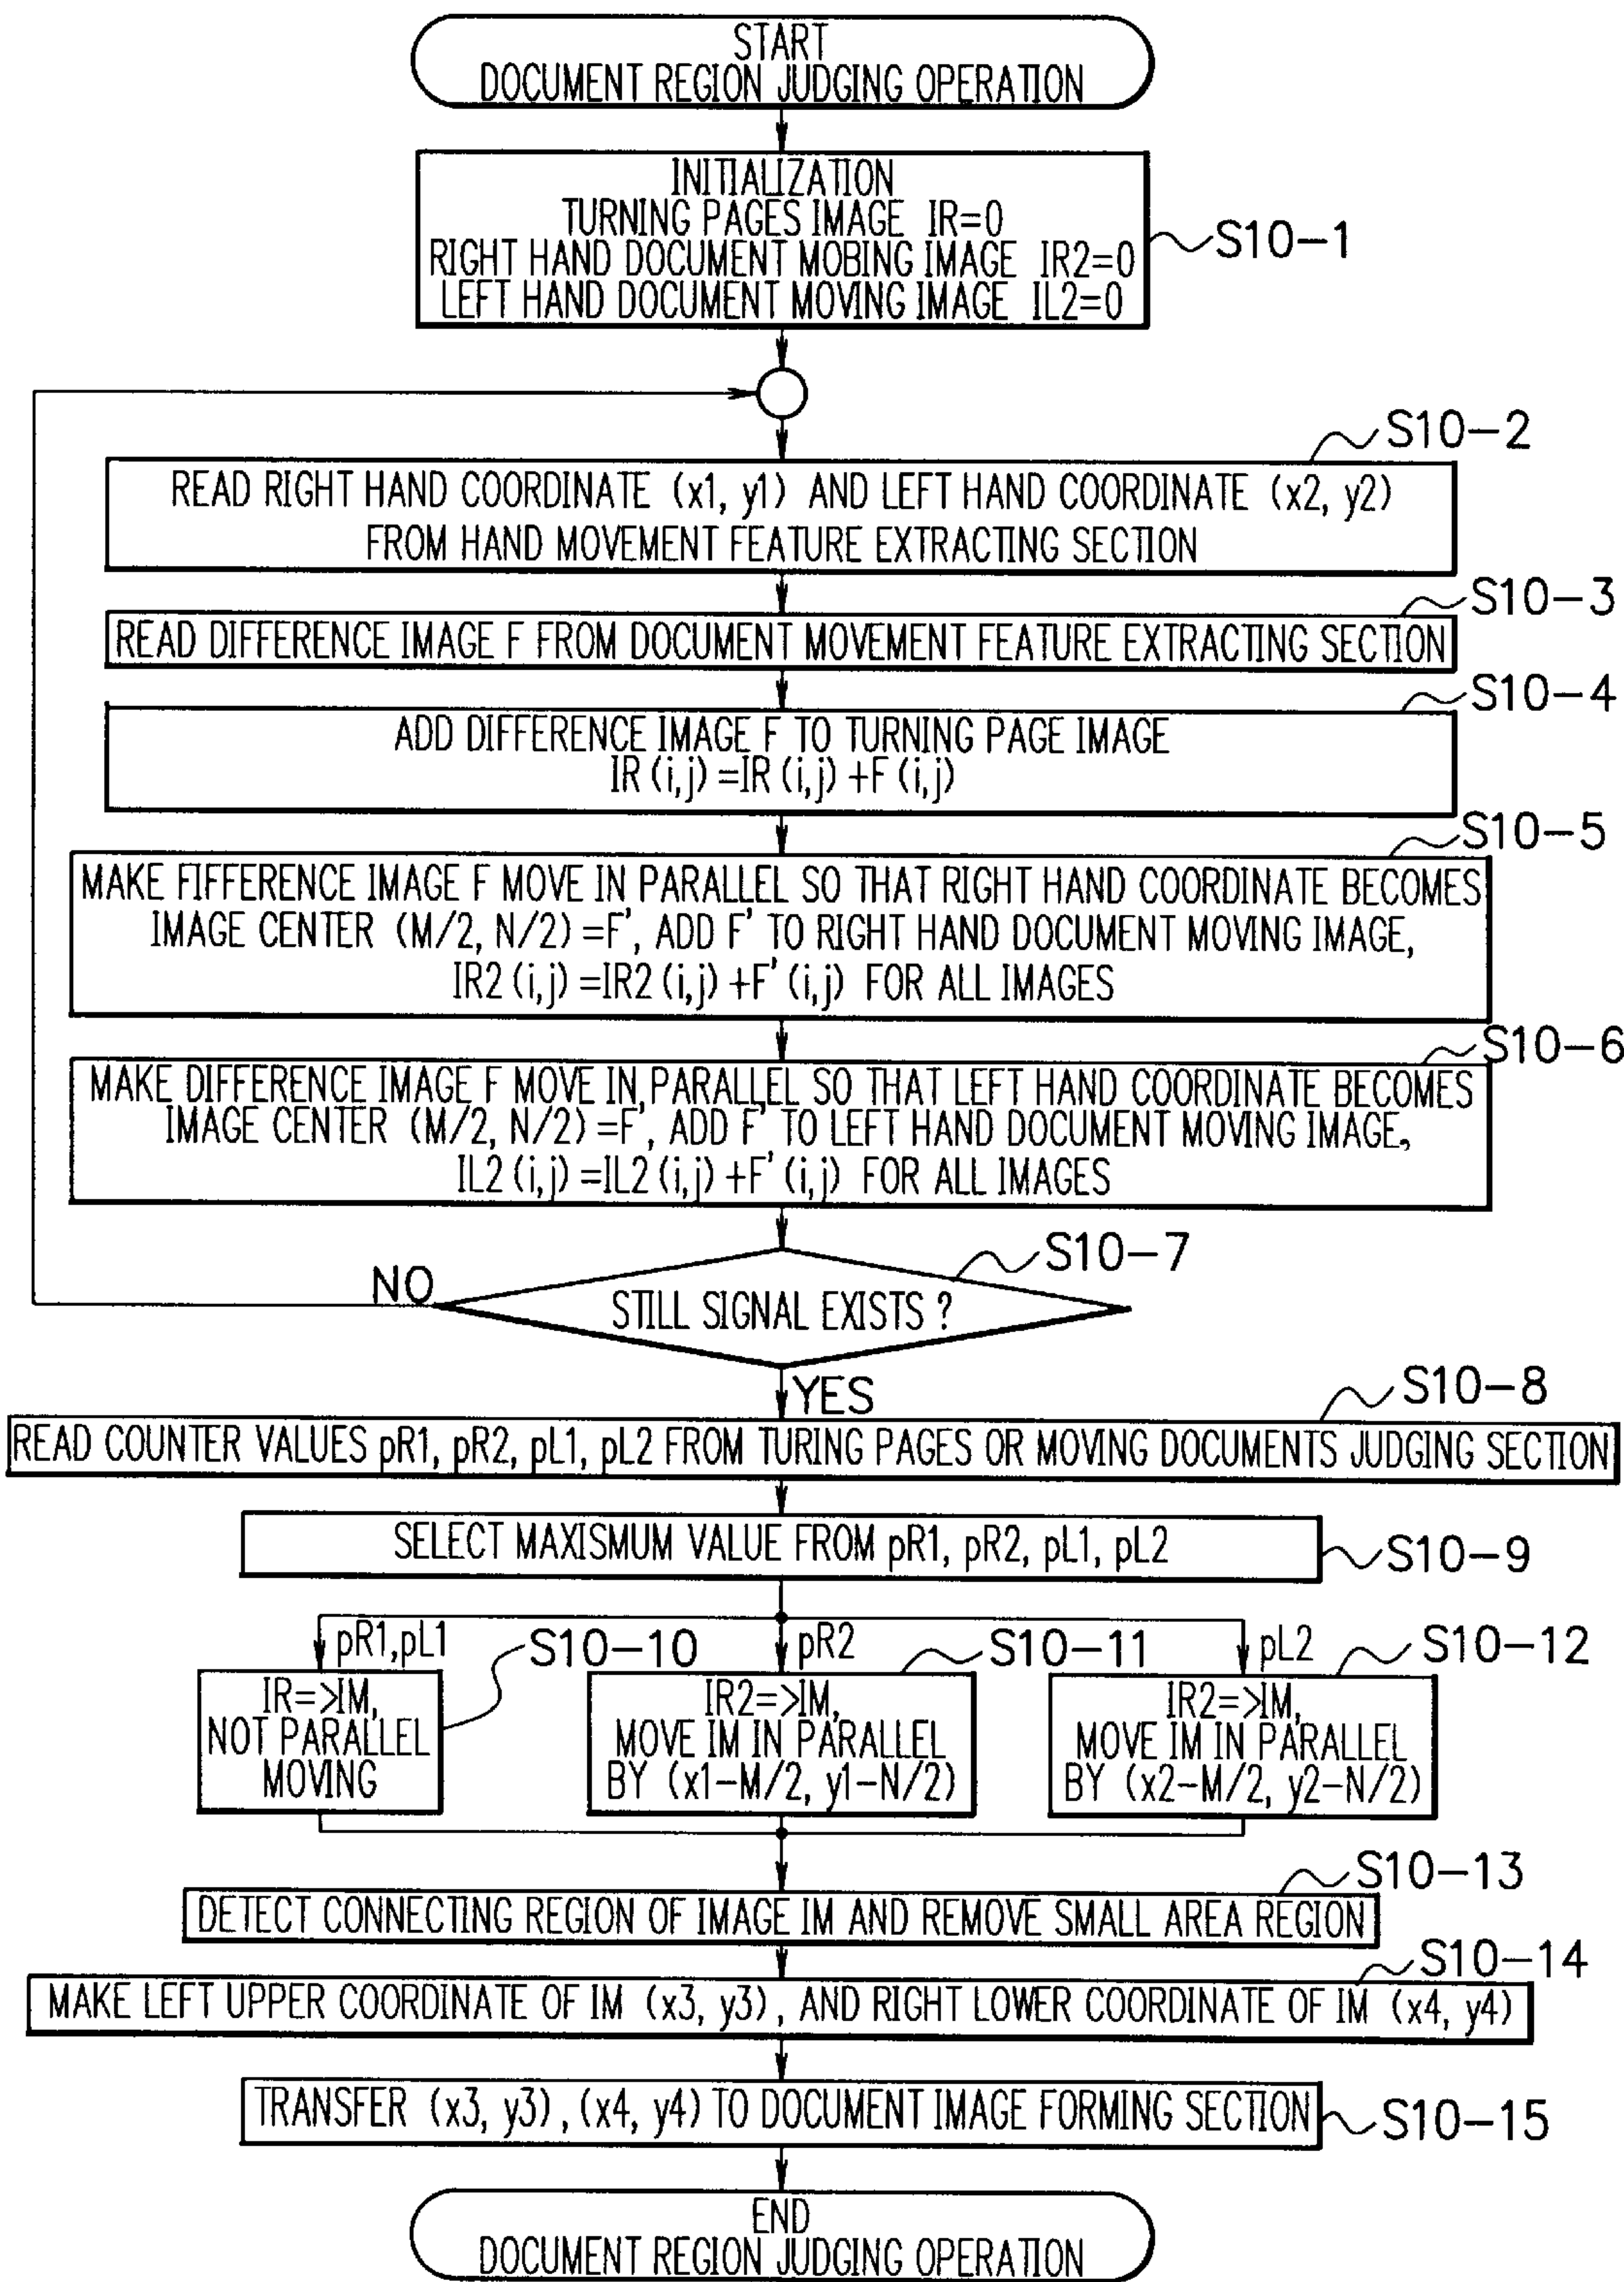 START
DOCUMENT REGION JUDGING OPERATION
INITIALIZATION
TURNING PAGES IMAGE IR=0
RIGHT HAND DOCUMENT MOBING IMAGE IR2=0
LEFT HAND DOCUMENT MOVING IMAGE IL2=0
S10-1
S10-2
READ RIGHT HAND COORDINATE (x1, y1) AND LEFT HAND COORDINATE (x2, y2)
FROM HAND MOVEMENT FEATURE EXTRACTING SECTION
S10-3
READ DIFFERENCE IMAGE F FROM DOCUMENT MOVEMENT FEATURE EXTRACTING SECTION
S10-4
ADD DIFFERENCE IMAGE F TO TURNING PAGE IMAGE
IR(i,j)=IR(i,j)+F(i,j)
S10-5
MAKE FIFFERENCE IMAGE F MOVE IN PARALLEL SO THAT RIGHT HAND COORDINATE BECOMES
IMAGE CENTER (M/2, N/2)=F', ADD F' TO RIGHT HAND DOCUMENT MOVING IMAGE,
IR2(i,j)=IR2(i,j)+F'(i,j) FOR ALL IMAGES
S10-6
MAKE DIFFERENCE IMAGE F MOVE IN PARALLEL SO THAT LEFT HAND COORDINATE BECOMES
IMAGE CENTER (M/2, N/2)=F', ADD F' TO LEFT HAND DOCUMENT MOVING IMAGE,
IL2(i,j)=IL2(i,j)+F'(i,j) FOR ALL IMAGES
S10-7
NO
STILL SIGNAL EXISTS ?
YES
S10-8
READ COUNTER VALUES pR1, pR2, pL1, pL2 FROM TURING PAGES OR MOVING DOCUMENTS JUDGING SECTION
SELECT MAXISMUM VALUE FROM pR1, pR2, pL1, pL2
S10-9
pR1,pL1
S10-10
pR2
S10-11
pL2
S10-12
IR=>IM,
NOT PARALLEL
MOVING
IR2=>IM,
MOVE IM IN PARALLEL
BY (x1-M/2, y1-N/2)
IR2=>IM,
MOVE IM IN PARALLEL
BY (x2-M/2, y2-N/2)
S10-13
DETECT CONNECTING REGION OF IMAGE IM AND REMOVE SMALL AREA REGION
S10-14
MAKE LEFT UPPER COORDINATE OF IM (x3, y3), AND RIGHT LOWER COORDINATE OF IM (x4, y4)
TRANSFER (x3, y3), (x4, y4) TO DOCUMENT IMAGE FORMING SECTION
S10-15
END
DOCUMENT REGION JUDGING OPERATION